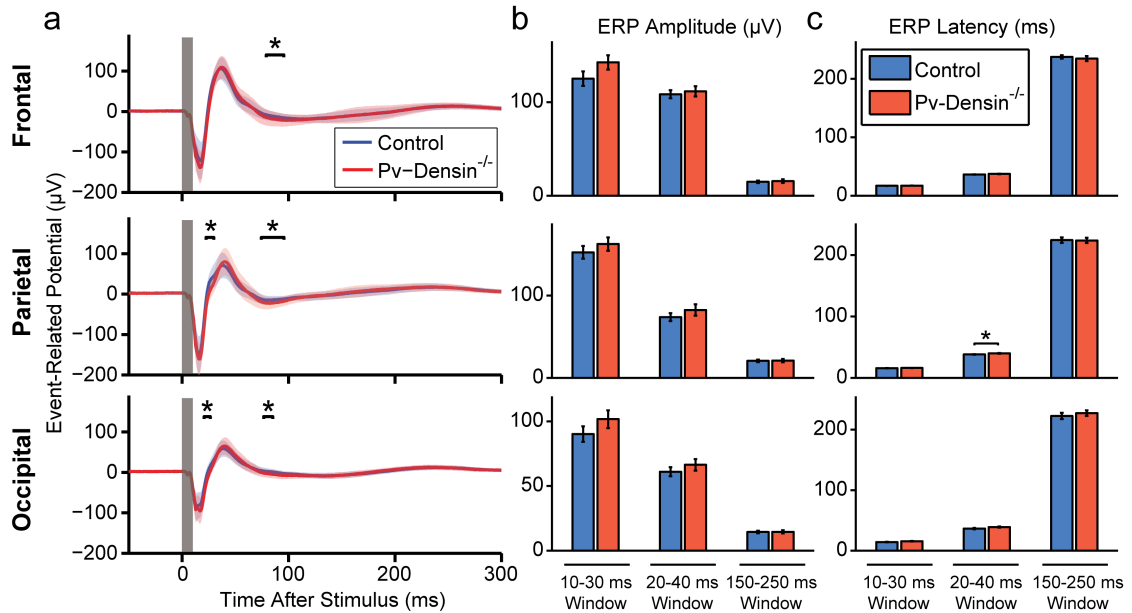 a
b
c
ERP Amplitude (µV)
ERP Latency (ms)
Frontal
Parietal
Occipital
Event-Related Potential (µV)
100
0
−100
−200
*
Control
Pv−Densin-/-
100
0
−100
−200
*
*
100
0
−100
−200
*
*
0
100
200
300
Time After Stimulus (ms)
100
0
100
0
100
50
0
10-30 ms
Window
20-40 ms
Window
150-250 ms
Window
Control
Pv-Densin-/-
200
100
0
200
100
0
*
200
100
0
10-30 ms
Window
20-40 ms
Window
150-250 ms
Window